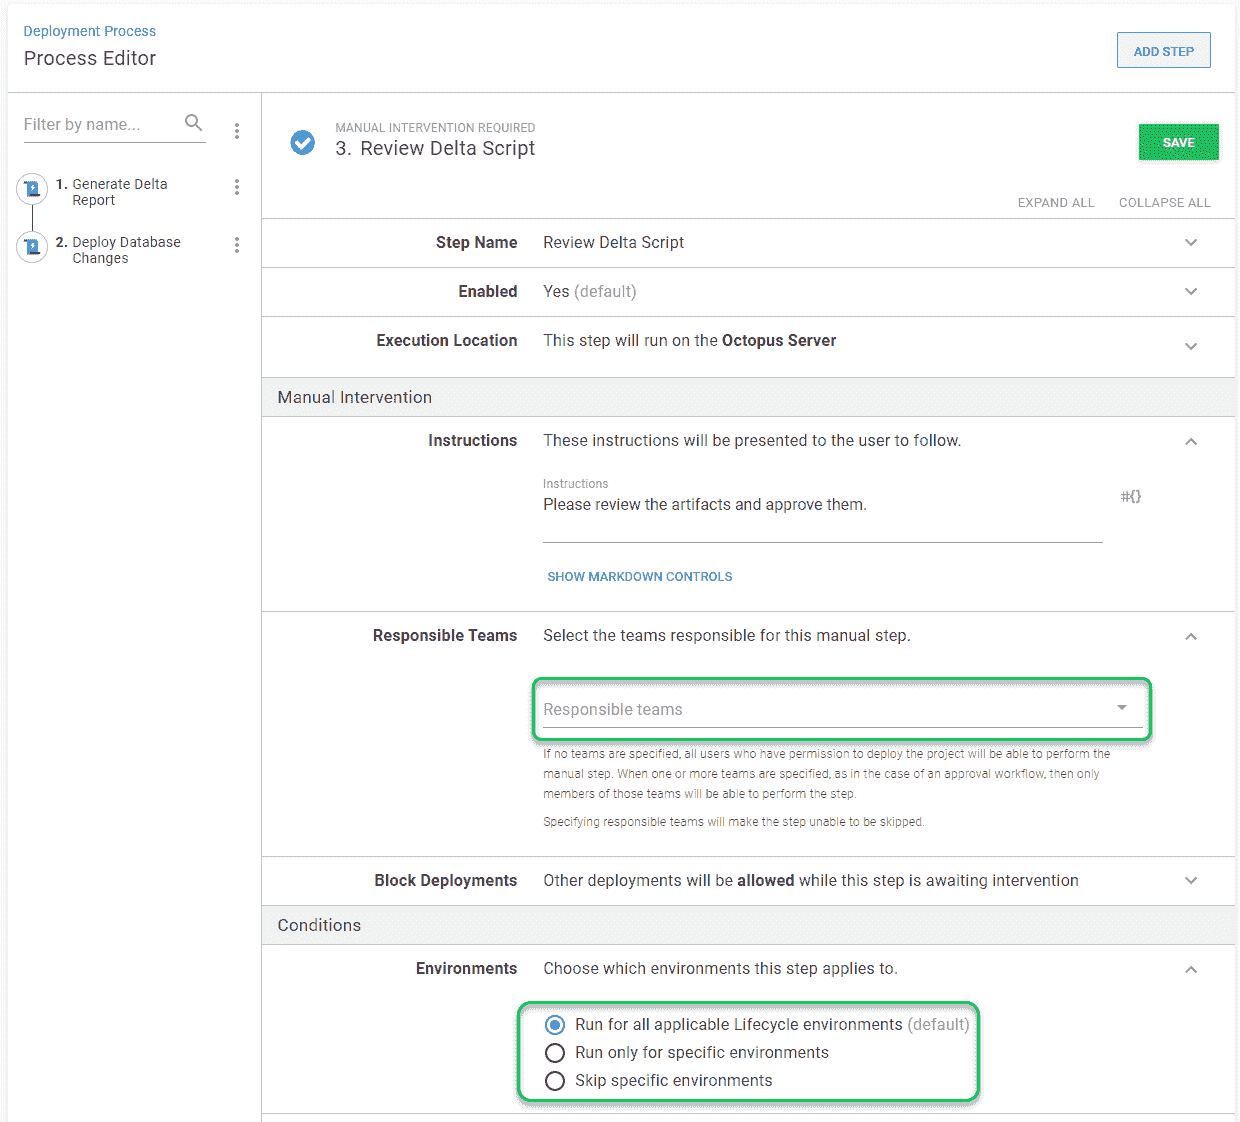 Deployment Process
Process Editor
ADD STEP
Filter by name...
1. Generate Delta
Report
2. Deploy Database
Changes
MANUAL INTERVENTION REQUIRED
3. Review Delta Script
SAVE
EXPAND ALL COLLAPSE ALL
Step Name Review Delta Script
Enabled Yes (default)
Execution Location This step will run on the Octopus Server
Manual Intervention
Instructions These instructions will be presented to the user to follow.
Instructions
Please review the artifacts and approve them.
#{}
SHOW MARKDOWN CONTROLS
Responsible Teams Select the teams responsible for this manual step.
Responsible teams
If no teams are specified, all users who have permission to deploy the project will be able to perform the
manual step. When one or more teams are specified, as in the case of an approval workflow, then only
members of those teams will be able to perform the step.
Specifying responsible teams will make the step unable to be skipped.
Block Deployments Other deployments will be allowed while this step is awaiting intervention
Conditions
Environments Choose which environments this step applies to.
Run for all applicable Lifecycle environments (default)
Run only for specific environments
Skip specific environments